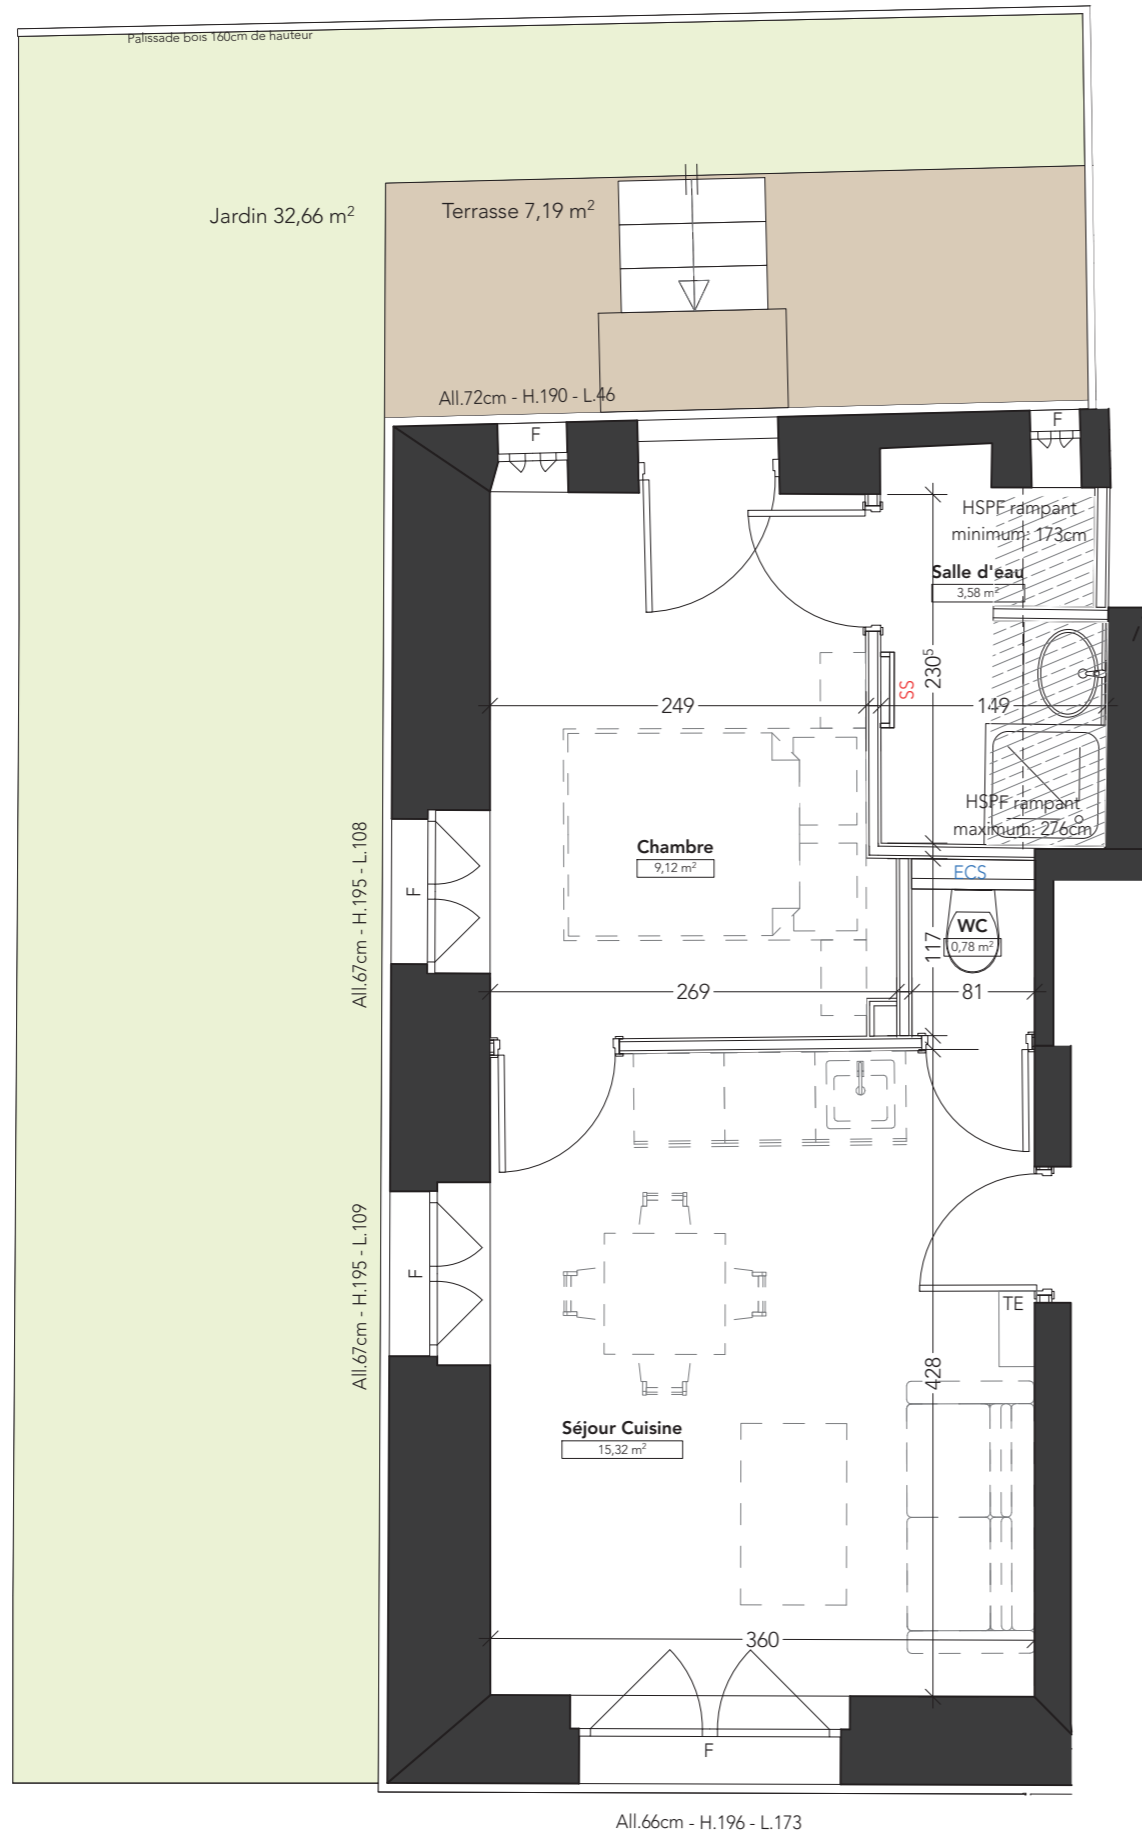 Palissade bois 160cm de hauteur
Jardin 32,66 m²
Terrasse 7,19 m²
All.72cm - H.190 - L.46
F
F
HSPF rampant
minimum: 173cm
Salle d'eau
3,58 m²
230⁵
SS
249
149
HSPF rampant
maximum: 276cm
Chambre
9,12 m²
All.67cm - H.195 - L.108
F
ECS
WC
0,78 m²
117
269
81
All.67cm - H.195 - L.109
F
TE
428
Séjour Cuisine
15,32 m²
360
F
All.66cm - H.196 - L.173